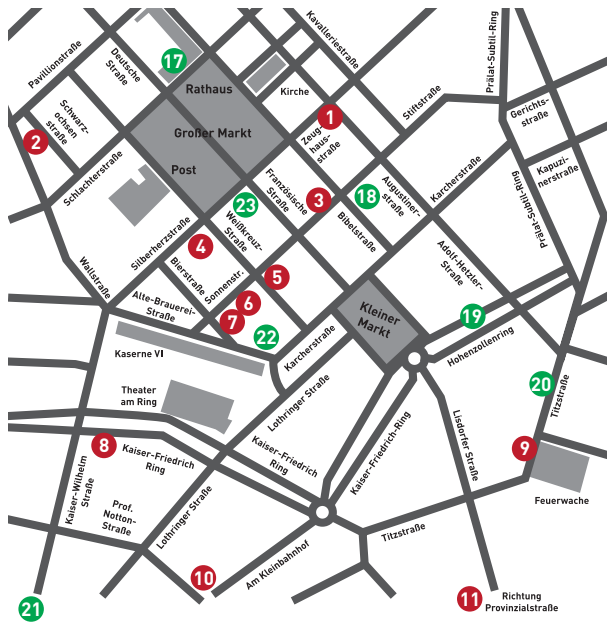 Kavalleriestraße
Prälat-Subtil-Ring
Deutsche
Straße
Pavillionstraße
17
Rathaus
Kirche
Stiftstraße
Gerichts-
straße
Schwarz-
ochsen
straße
2
1
Großer Markt
Zeug-
haus-
straße
Schlachterstraße
Post
Französische
Straße
Augustiner-
straße
Karcherstraße
Kapuzi-
nerstraße
23
3
18
Prälat-Subtil-Ring
Weißkreuz-
Straße
Bibelstraße
Silberherzstraße
4
Adolf-Hetzler-
Straße
Wallstraße
Bierstraße
Sonnenstr.
5
Alte-Brauerei-
Straße
6
7
22
Kleiner
Markt
19
Kaserne VI
Karcherstraße
Hohenzollenring
Theater
am Ring
Lothringer Straße
20
Titzstraße
8
Kaiser-Friedrich
Ring
Kaiser-Friedrich
Ring
Kaiser-Friedrich-Ring
Lisdorfer Straße
9
Kaiser-Wilhelm
Straße
Prof.
Notton-
Straße
Lothringer Straße
Feuerwache
Titzstraße
Am Kleinbahnhof
10
21
11
Richtung
Provinzialstraße